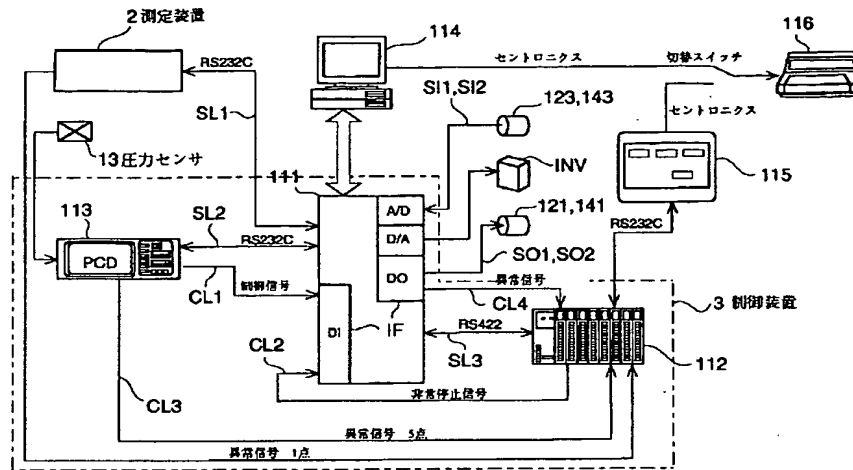 2 測定装置
114
116
RS232C
セントロニクス
切替スイッチ
SI1,SI2
123,143
セントロニクス
SL1
13圧力センサ
INV
111
115
113
A/D
SL2
D/A
121,141
RS232C
RS232C
PCD
DO
SO1,SO2
CL1
制御信号
異常信号
CL4
3 制御装置
DI
IF
RS422
CL2
SL3
112
非常停止信号
CL3
異常信号 5点
異常信号 1点